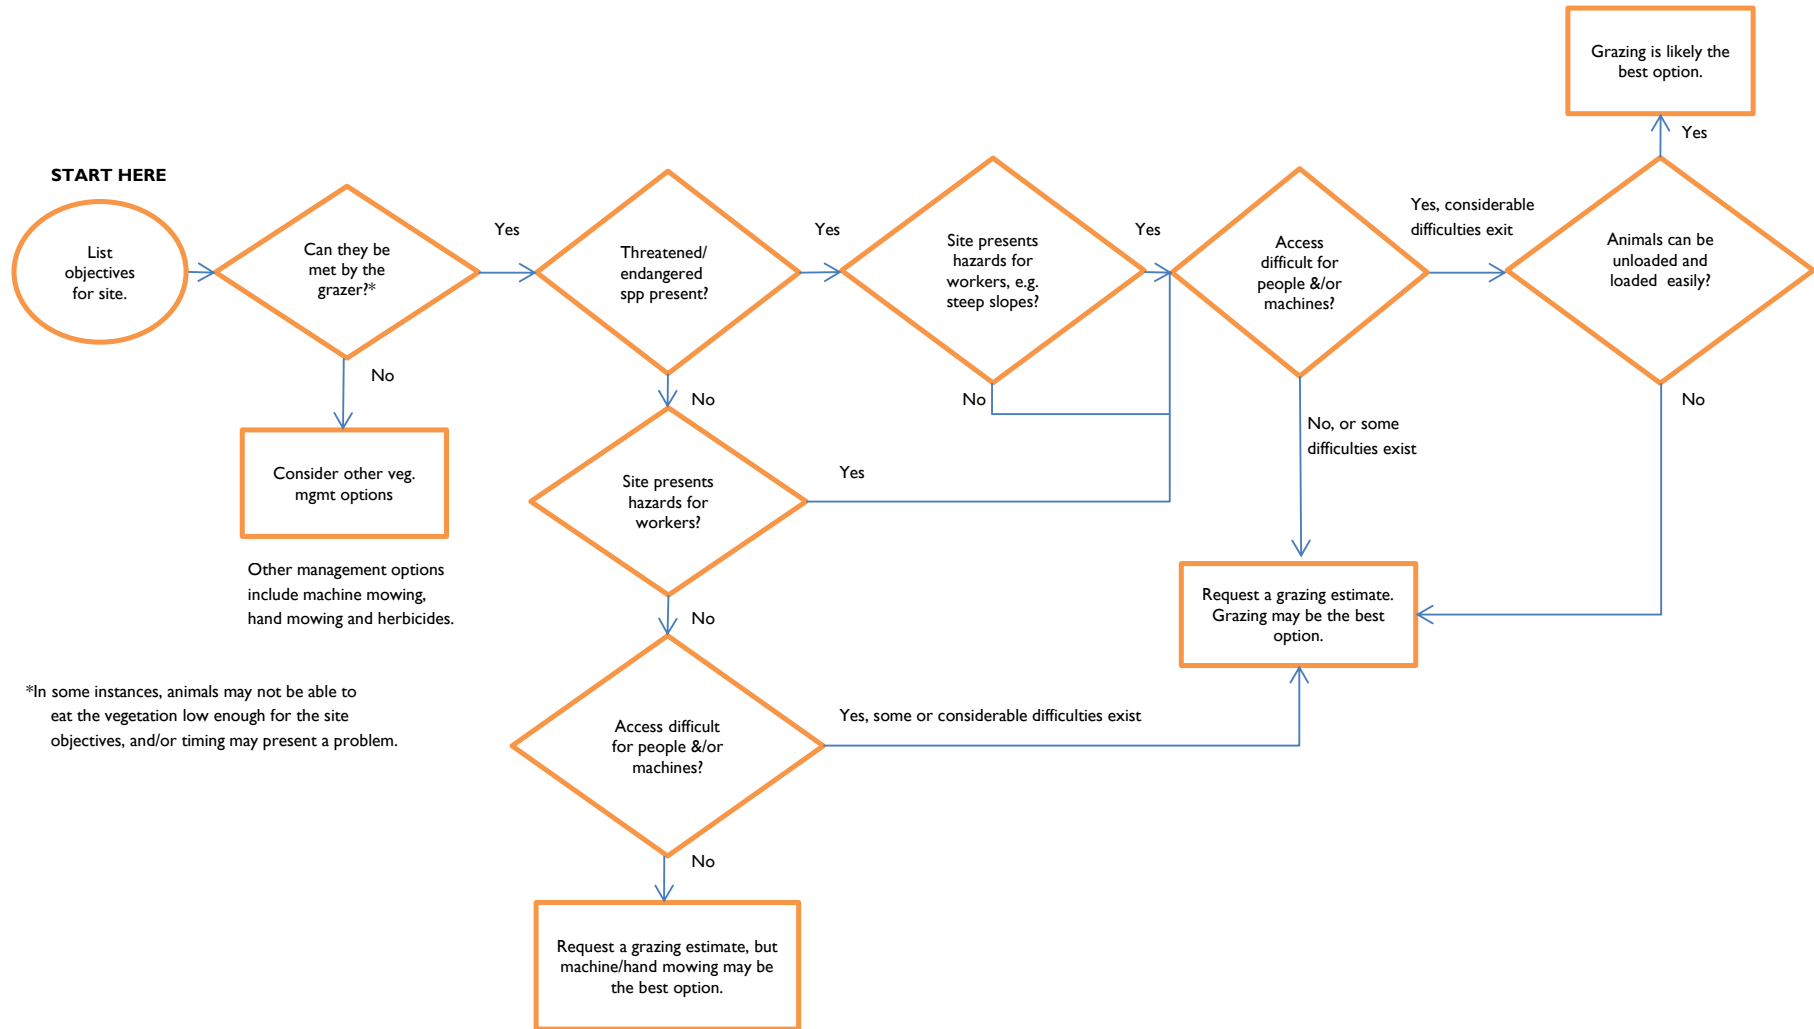 START HERE
List
objectives
for site.
Can they be
met by the
grazer?*
Yes
No
Consider other veg.
mgmt options
Other management options
include machine mowing,
hand mowing and herbicides.
*In some instances, animals may not be able to
eat the vegetation low enough for the site
objectives, and/or timing may present a problem.
Threatened/
endangered
spp present?
Yes
No
Site presents
hazards for
workers, e.g.
steep slopes?
Yes
No
Access
difficult for
people &/or
machines?
Yes, considerable
difficulties exit
No, or some
difficulties exist
Animals can be
unloaded and
loaded easily?
Yes
No
Grazing is likely the
best option.
Site presents
hazards for
workers?
Yes
No
Request a grazing estimate.
Grazing may be the best
option.
Access difficult
for people &/or
machines?
Yes, some or considerable difficulties exist
No
Request a grazing estimate, but
machine/hand mowing may be
the best option.